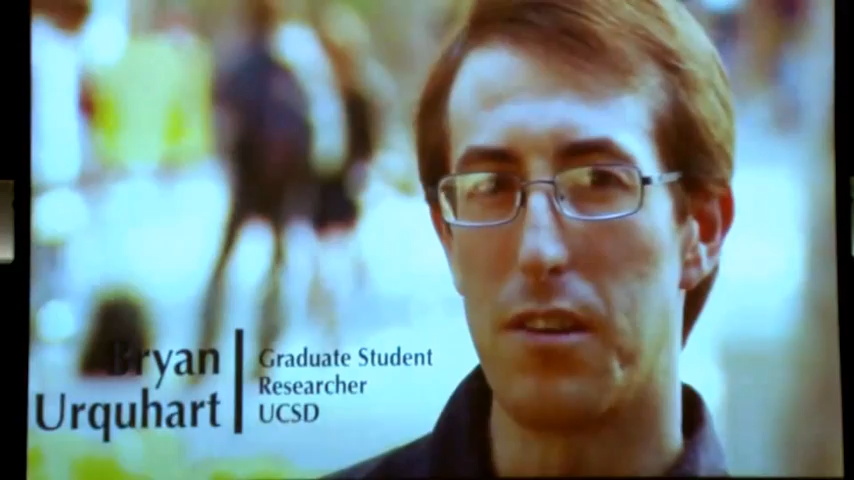 Bryan
Urquhart
Graduate Student
Researcher
UCSD